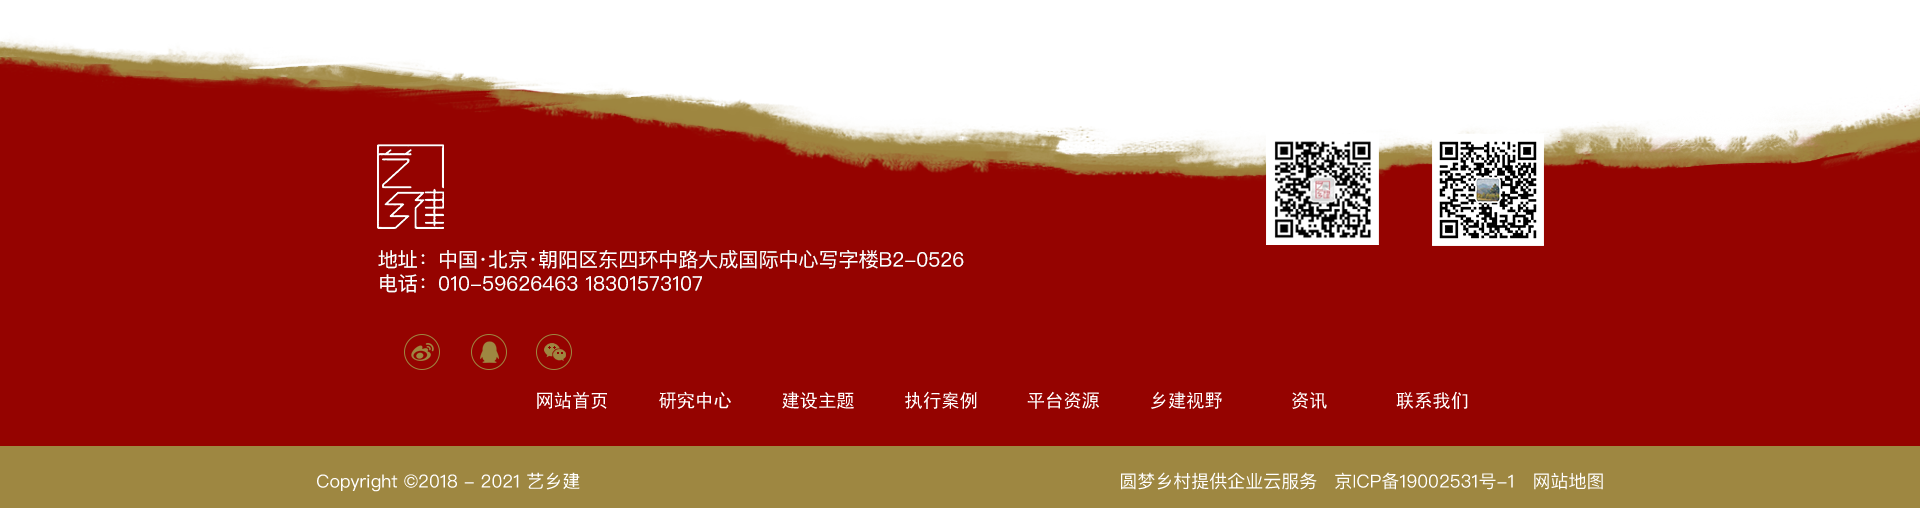 艺乡建
地址：中国·北京·朝阳区东四环中路大成国际中心写字楼B2-0526
电话：010-59626463 18301573107
网站首页 研究中心 建设主题 执行案例 平台资源 乡建视野 资讯 联系我们
Copyright ©2018 - 2021 艺乡建 圆梦乡村提供企业云服务 京ICP备19002531号-1 网站地图